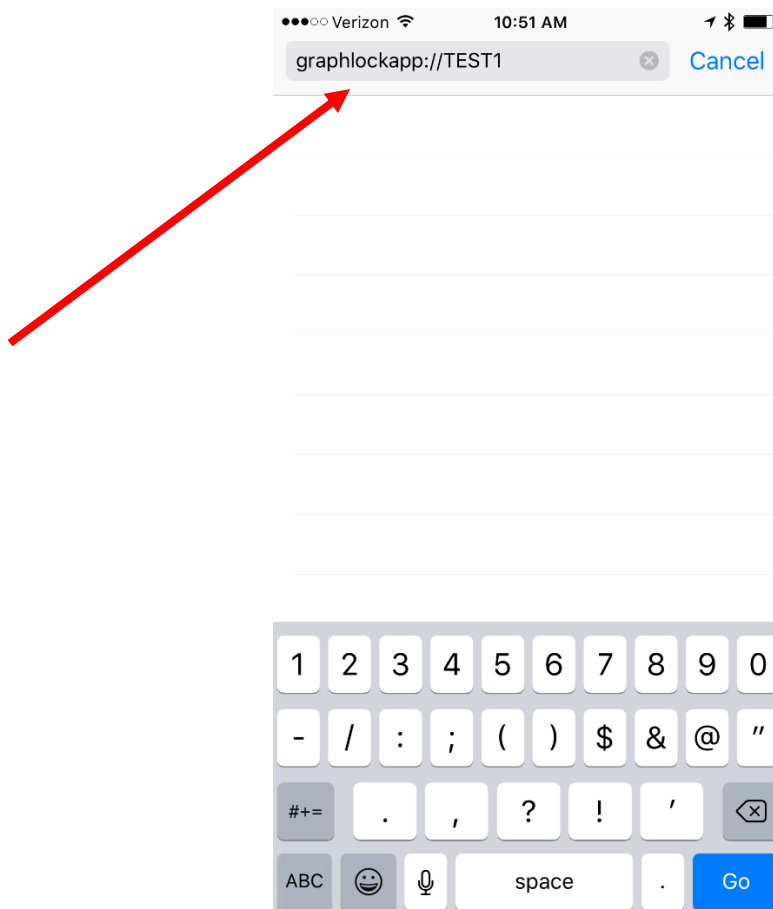 Verizon 10:51 AM
graphlockapp://TEST1 Cancel
1 2 3 4 5 6 7 8 9 0
- / : ; ( ) $ & @ "
#+= . , ? ! '
ABC space . Go